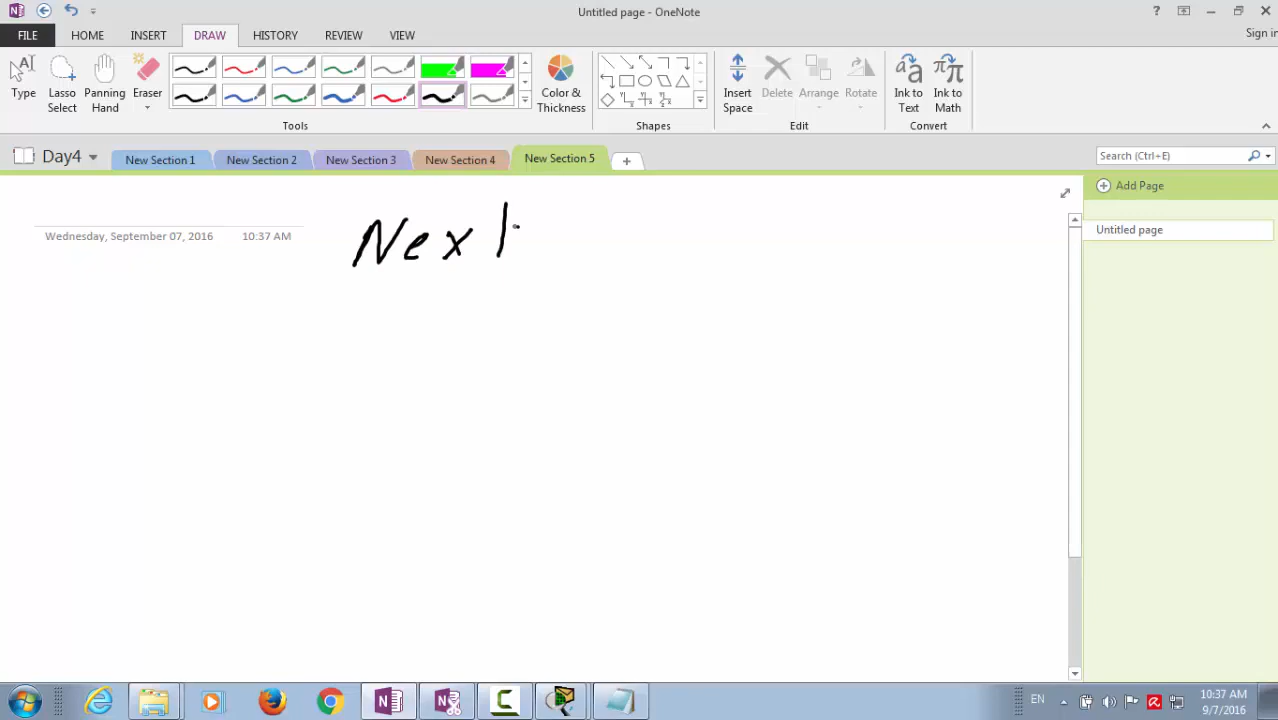 Untitled page - OneNote
?
FILE HOME INSERT DRAW HISTORY REVIEW VIEW
Sign in
Type
Lasso Select
Panning Hand
Eraser
Color & Thickness
Insert Space
Delete
Arrange
Rotate
Ink to Text
Ink to Math
Tools
Shapes
Edit
Convert
Day4
New Section 1
New Section 2
New Section 3
New Section 4
New Section 5
Search (Ctrl+E)
Add Page
Untitled page
Wednesday, September 07, 2016 10:37 AM
Nex
EN
10:37 AM
9/7/2016